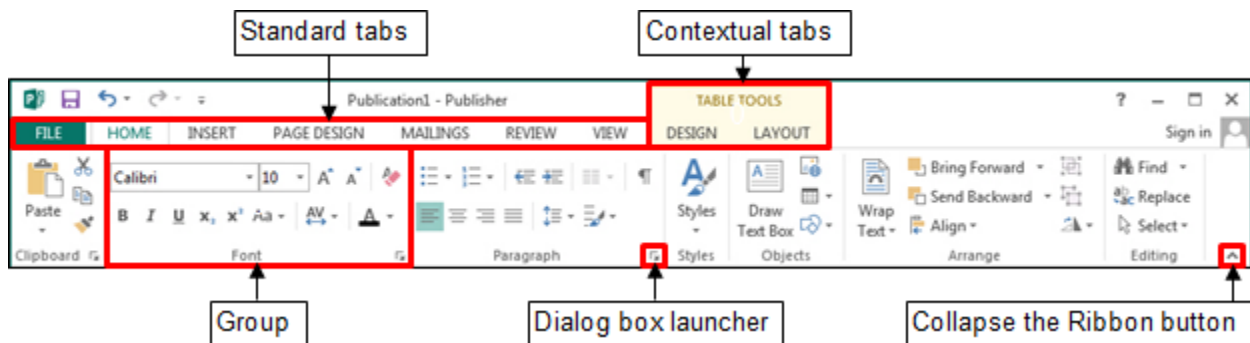 Standard tabs
Contextual tabs
Publication1 - Publisher
TABLE TOOLS
?
FILE HOME INSERT PAGE DESIGN MAILINGS REVIEW VIEW DESIGN LAYOUT Sign in
Calibri 10 A A Bring Forward Find
Paste B I U x₂ x² Aa AV A Styles Draw Text Box Wrap Text Send Backward Replace
Align Select
Clipboard Font Paragraph Styles Objects Arrange Editing
Group
Dialog box launcher
Collapse the Ribbon button